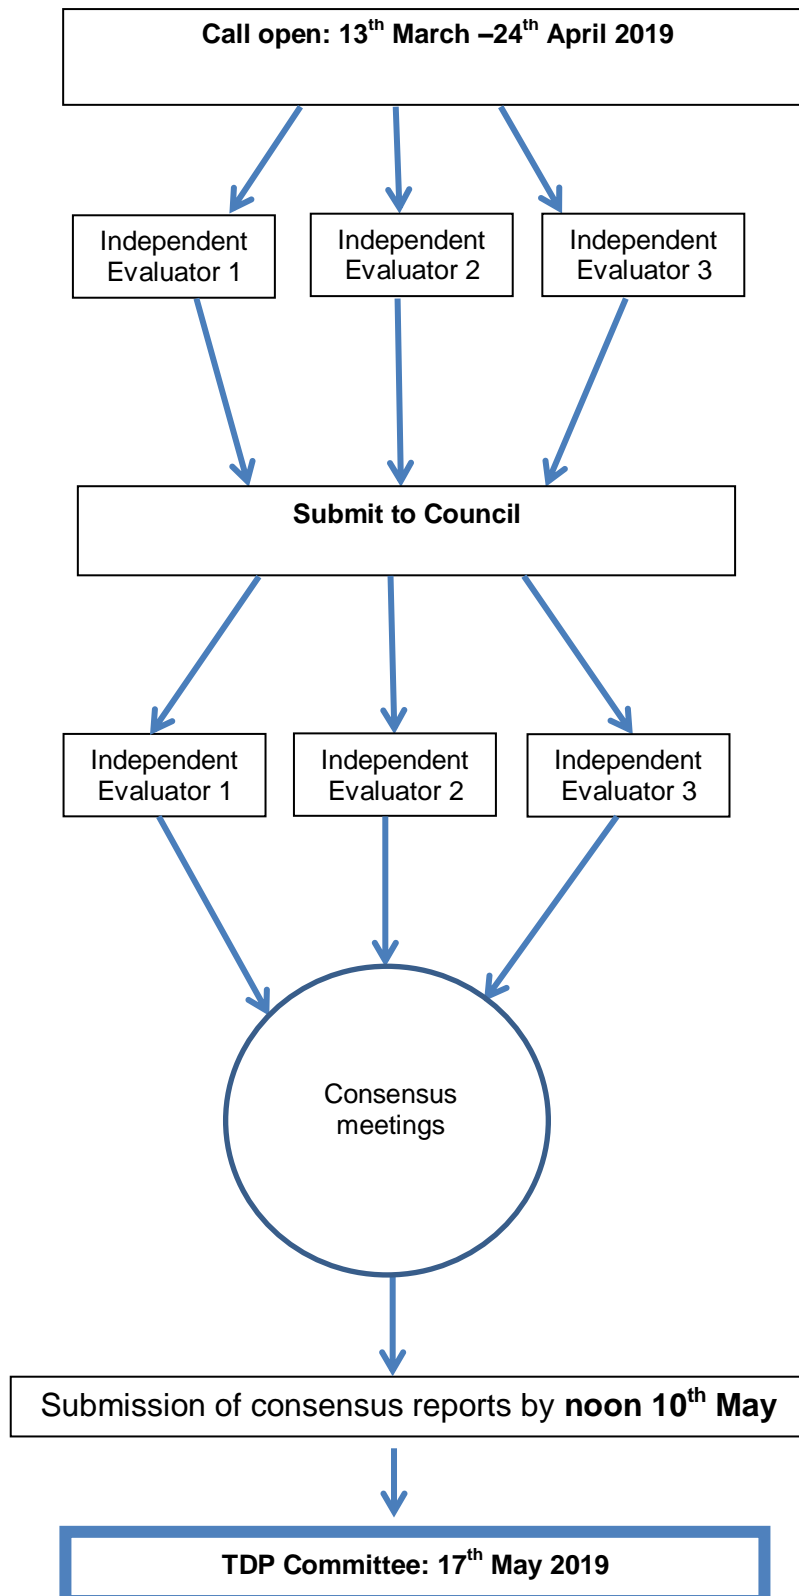 Call open: 13th March –24th April 2019
Independent
Evaluator 1
Independent
Evaluator 2
Independent
Evaluator 3
Submit to Council
Independent
Evaluator 1
Independent
Evaluator 2
Independent
Evaluator 3
Consensus
meetings
Submission of consensus reports by noon 10th May
TDP Committee: 17th May 2019